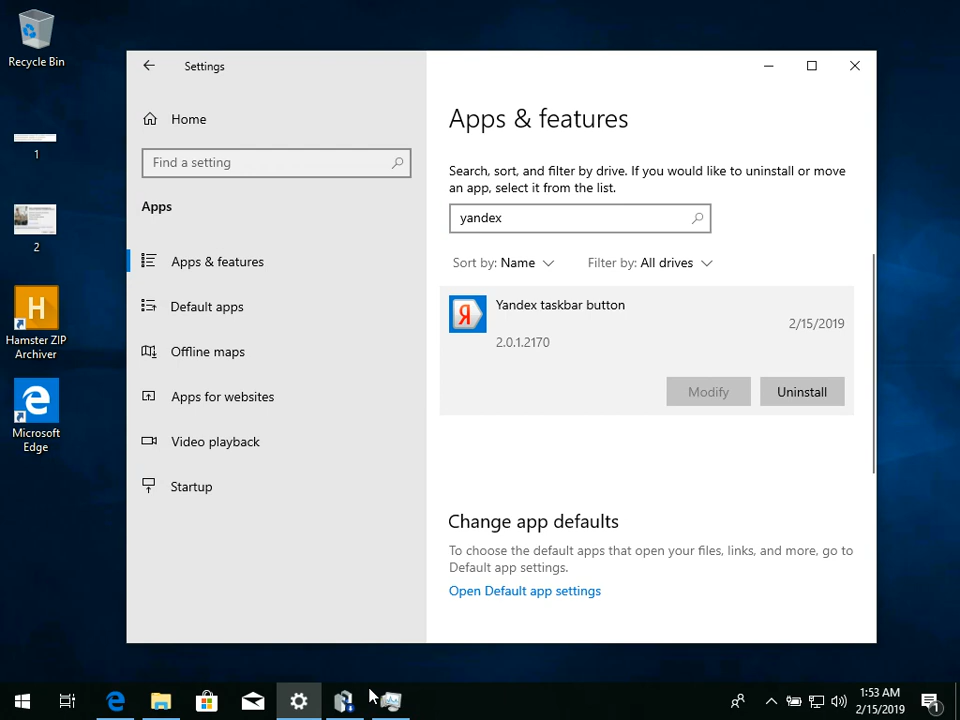 Recycle Bin
1
2
H
Hamster ZIP
Archiver
Microsoft
Edge
Settings
Home
Find a setting
Apps
Apps & features
Default apps
Offline maps
Apps for websites
Video playback
Startup
Apps & features
Search, sort, and filter by drive. If you would like to uninstall or move
an app, select it from the list.
yandex
Sort by: Name
Filter by: All drives
Я
Yandex taskbar button
2/15/2019
2.0.1.2170
Modify
Uninstall
Change app defaults
To choose the default apps that open your files, links, and more, go to
Default app settings.
Open Default app settings
1:53 AM
2/15/2019
1